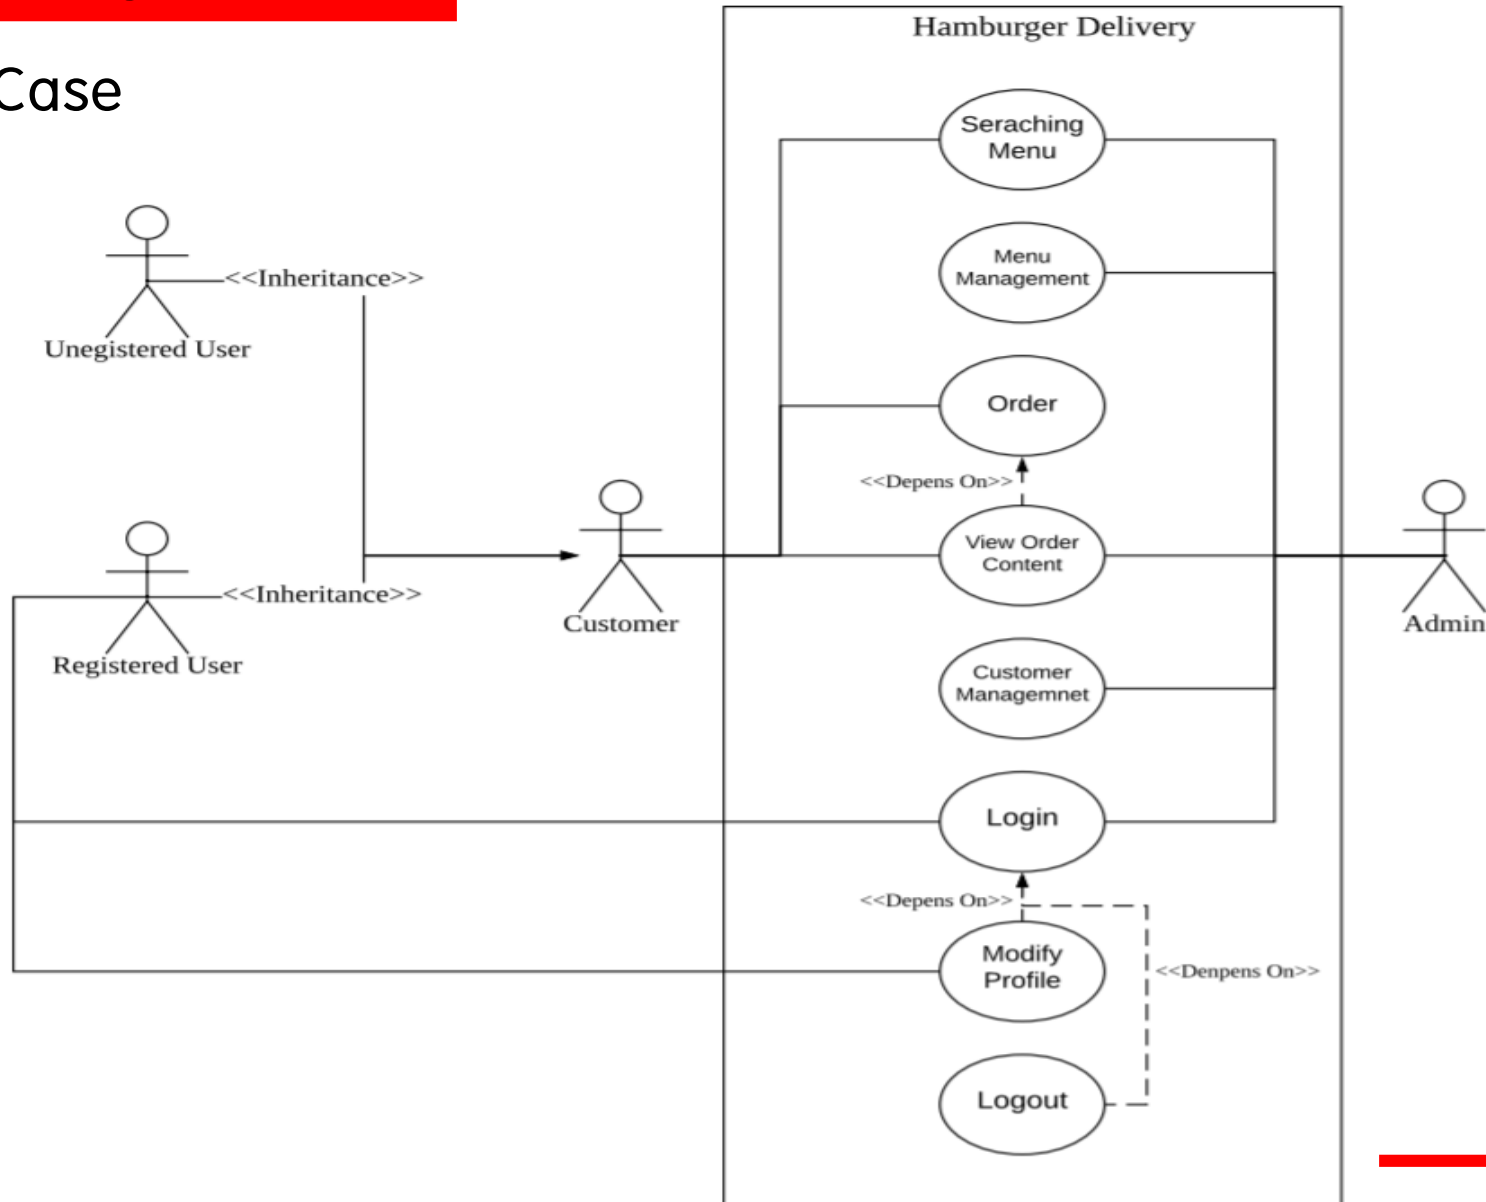 Case
Hamburger Delivery
Seraching
Menu
Menu
Management
<<Inheritance>>
Unegistered User
Order
<<Depens On>>
View Order
Content
<<Inheritance>>
Customer
Admin
Registered User
Customer
Managemnet
Login
<<Depens On>>
Modify
Profile
<<Denpens On>>
Logout